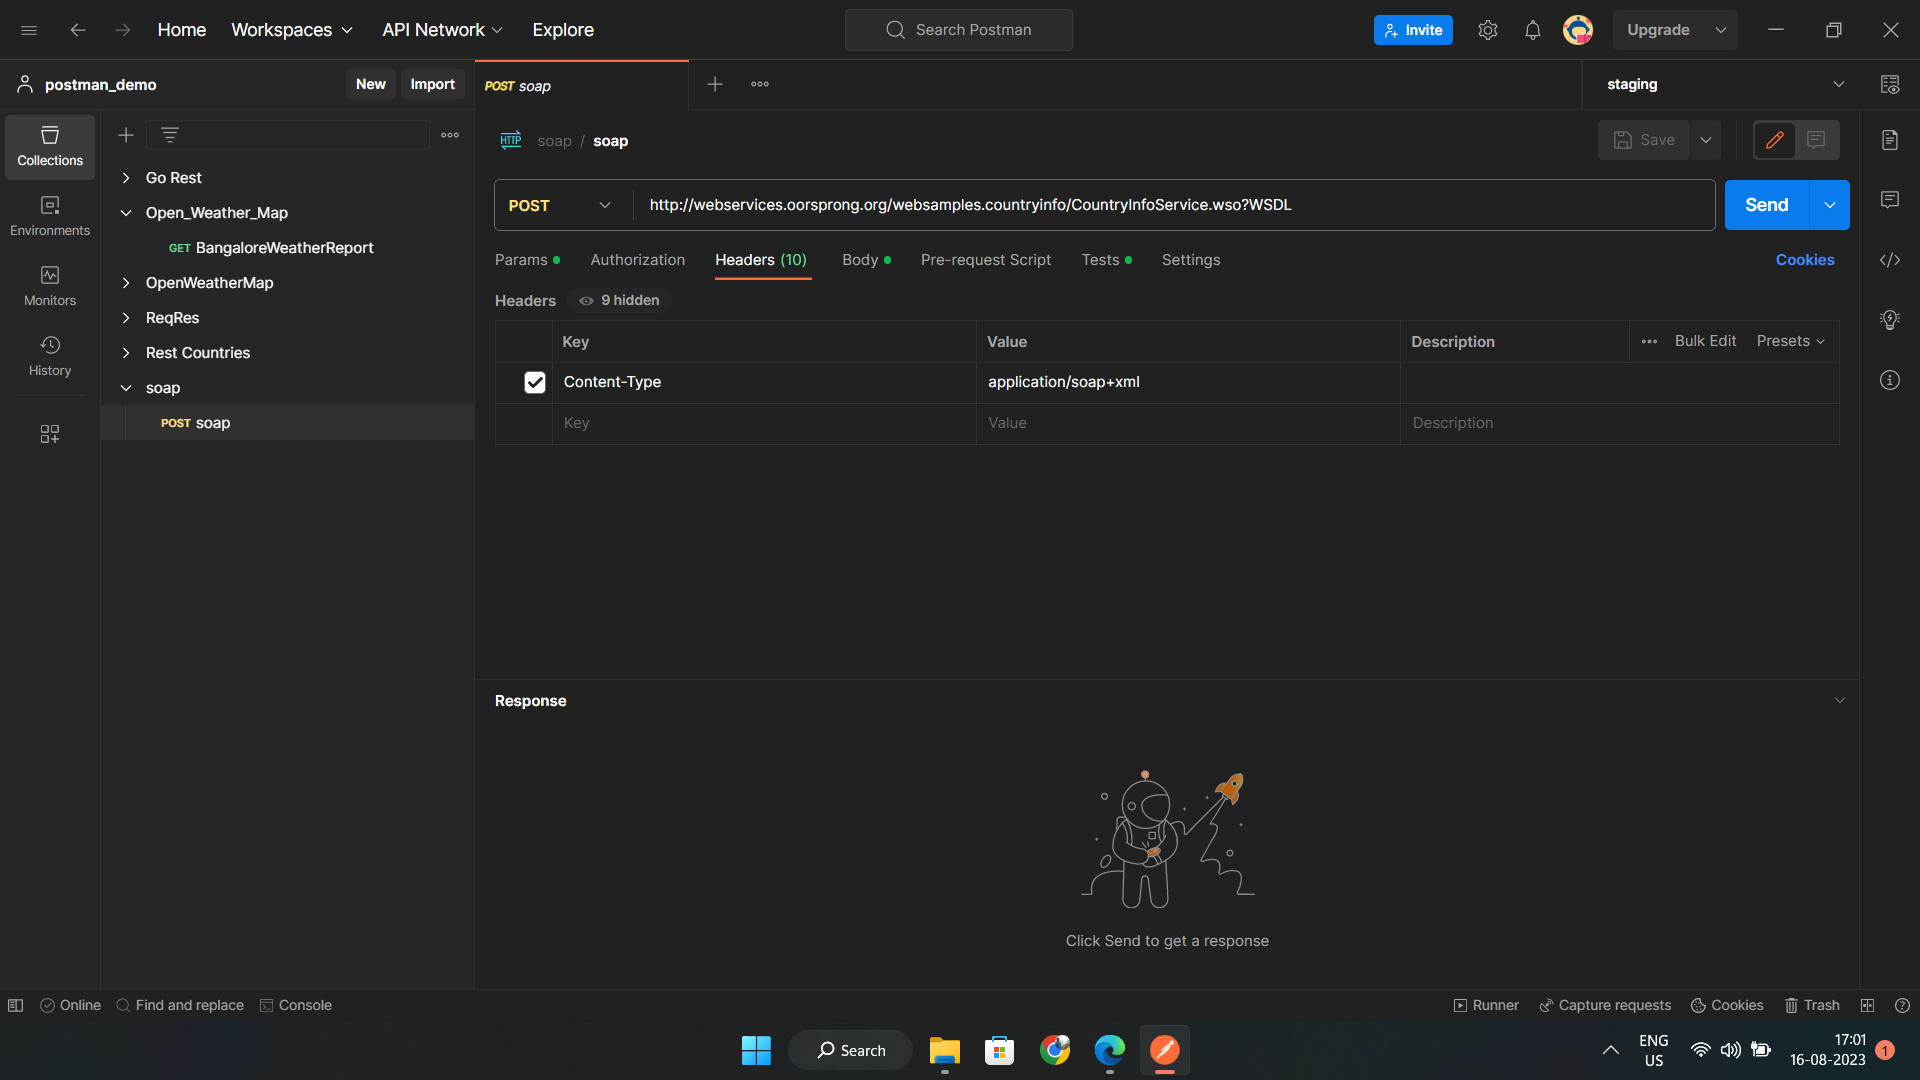 Home Workspaces API Network Explore Search Postman Invite Upgrade
postman_demo New Import POST soap staging
Collections
Environments
Monitors
History
Go Rest
Open_Weather_Map
GET BangaloreWeatherReport
OpenWeatherMap
ReqRes
Rest Countries
soap
POST soap
HTTP soap / soap Save
POST http://webservices.oorsprong.org/websamples.countryinfo/CountryInfoService.wso?WSDL Send
Params Authorization Headers (10) Body Pre-request Script Tests Settings Cookies
Headers 9 hidden
Key Value Description Bulk Edit Presets
Content-Type application/soap+xml
Key Value Description
Response
Click Send to get a response
Online Find and replace Console Runner Capture requests Cookies Trash
Search ENG 17:01
US 16-08-2023 1